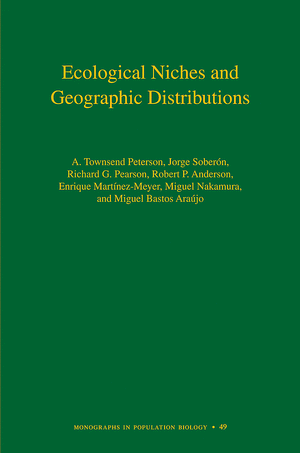 Ecological Niches and
Geographic Distributions
A. Townsend Peterson, Jorge Soberón,
Richard G. Pearson, Robert P. Anderson,
Enrique Martínez-Meyer, Miguel Nakamura,
and Miguel Bastos Araújo
MONOGRAPHS IN POPULATION BIOLOGY • 49